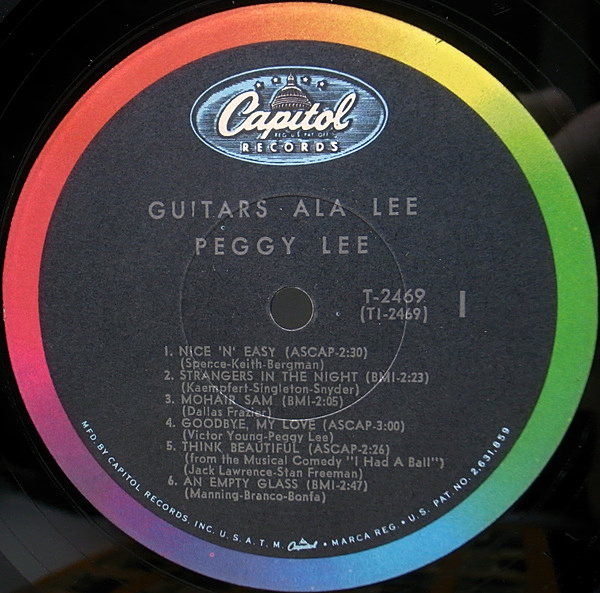 Capitol
REG. U.S. PAT. OFF.
RECORDS
GUITARS ALA LEE
PEGGY LEE
T-2469
(T1-2469)
1
1. NICE 'N' EASY (ASCAP-2:30)
(Spence-Keith-Bergman)
2. STRANGERS IN THE NIGHT (BMI-2:23)
(Kaempfert-Singleton-Snyder)
3. MOHAIR SAM (BMI-2:05)
(Dallas Frazier)
4. GOODBYE, MY LOVE (ASCAP-3:00)
(Victor Young-Peggy Lee)
5. THINK BEAUTIFUL (ASCAP-2:26)
(from the Musical Comedy "I Had A Ball")
(Jack Lawrence-Stan Freeman)
6. AN EMPTY GLASS (BMI-2:47)
(Manning-Branco-Bonfa)
MFD. BY CAPITOL RECORDS, INC. U.S.A. T.M. Capitol • MARCA REG. • U.S. PAT. NO. 2,631,859